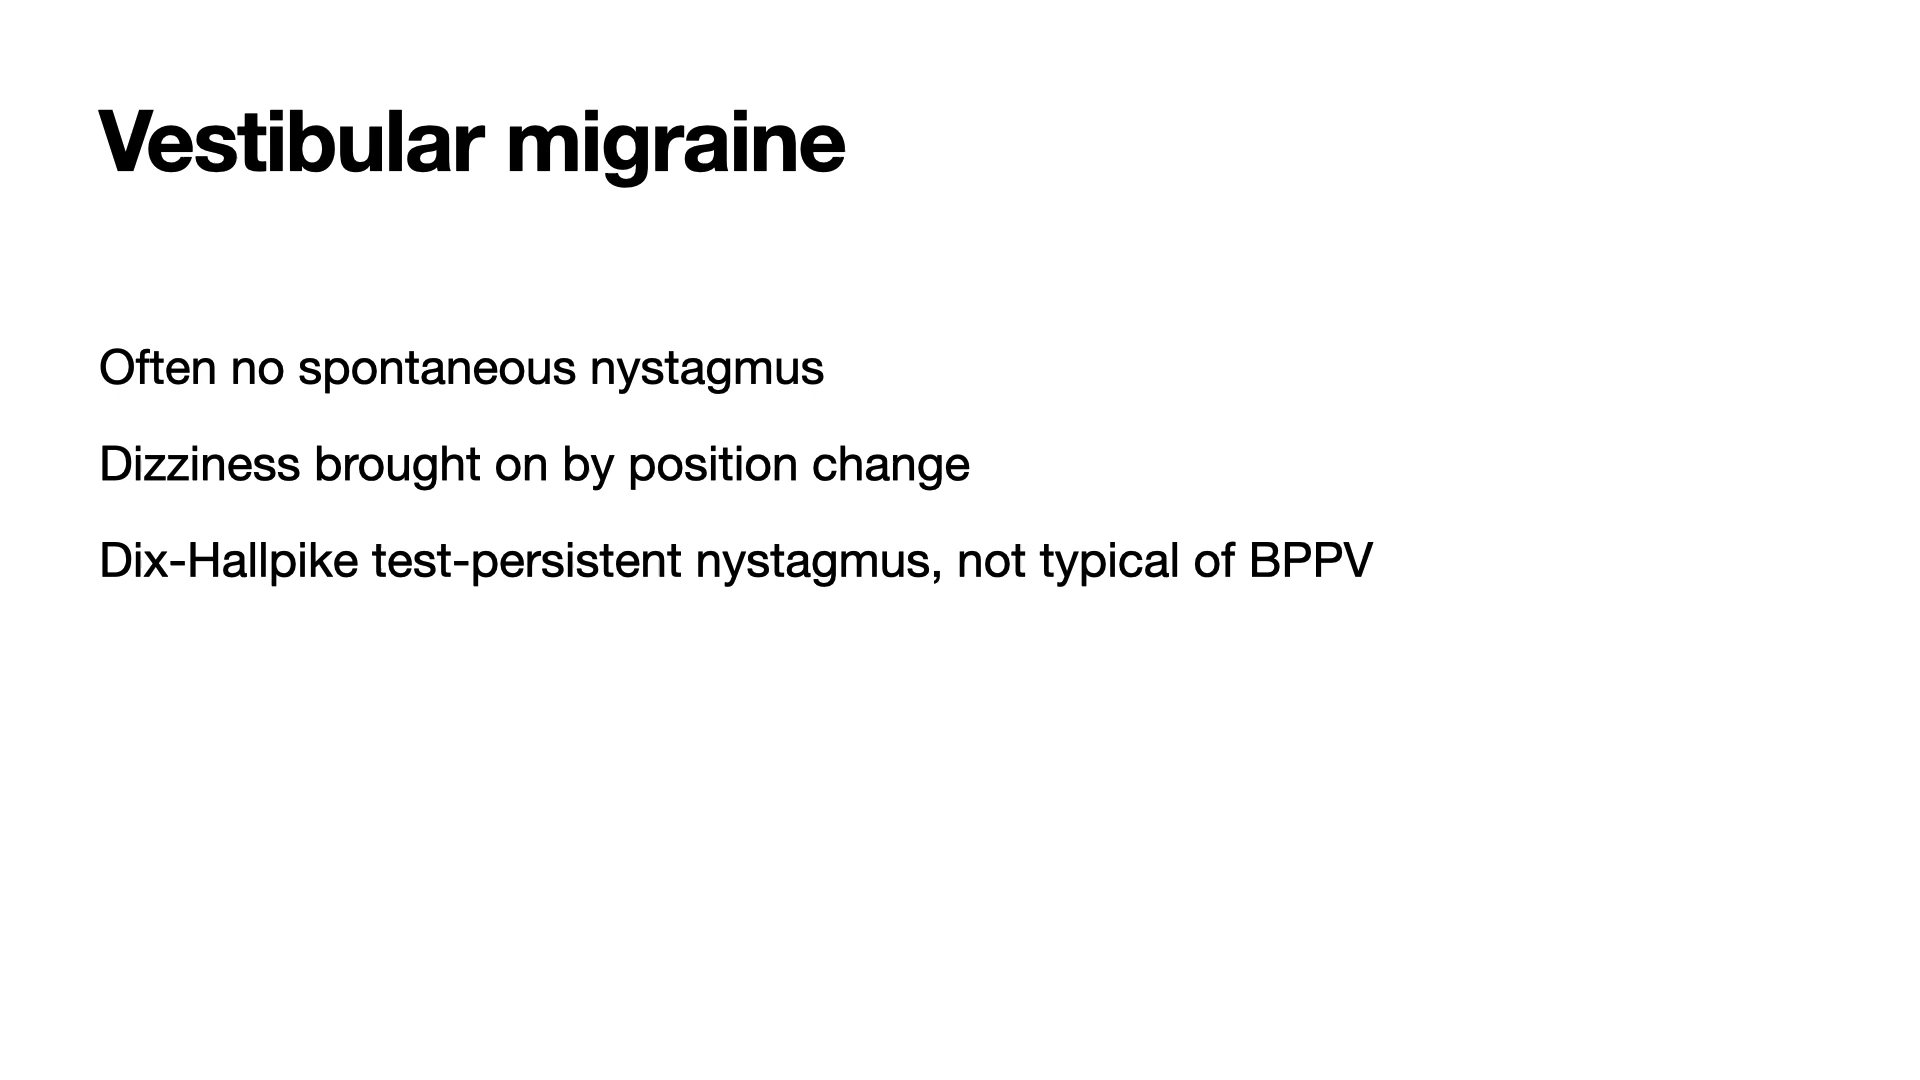 Vestibular migraine
Often no spontaneous nystagmus
Dizziness brought on by position change
Dix-Hallpike test-persistent nystagmus, not typical of BPPV